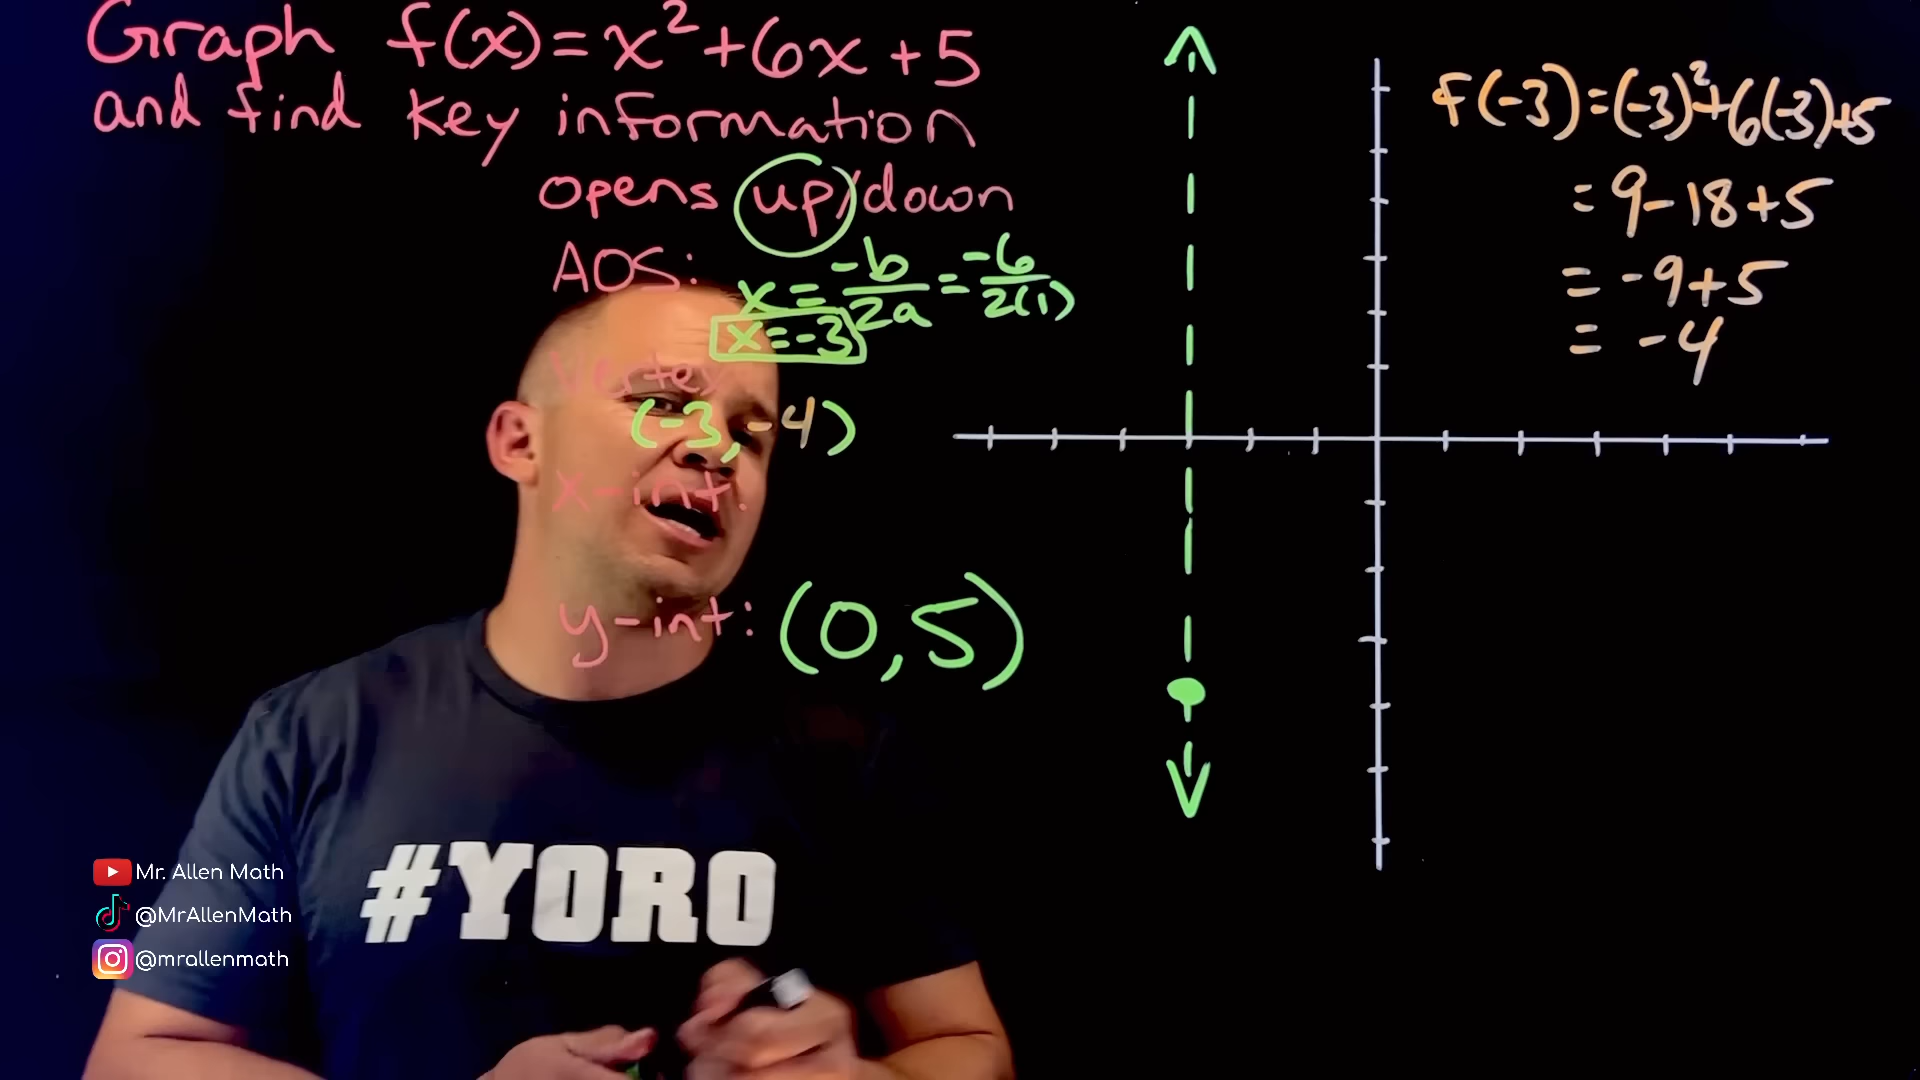 Graph f(x)=x²+6x+5
and find key information
opens up/down
AOS: x = -b/2a = -6/2(1)
x=-3
Vertex
(-3,-4)
x-int:
y-int: (0,5)
f(-3)=(-3)²+6(-3)+5
= 9-18+5
= -9+5
= -4
#YORO
Mr. Allen Math
@MrAllenMath
@mrallenmath